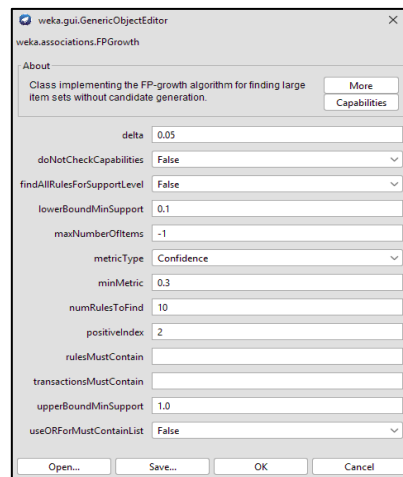 weka.gui.GenericObjectEditor
weka.associations.FPGrowth
About
Class implementing the FP-growth algorithm for finding large
item sets without candidate generation.
More
Capabilities
delta 0.05
doNotCheckCapabilities False
findAllRulesForSupportLevel False
lowerBoundMinSupport 0.1
maxNumberOfItems -1
metricType Confidence
minMetric 0.3
numRulesToFind 10
positiveIndex 2
rulesMustContain
transactionsMustContain
upperBoundMinSupport 1.0
useORForMustContainList False
Open... Save... OK Cancel